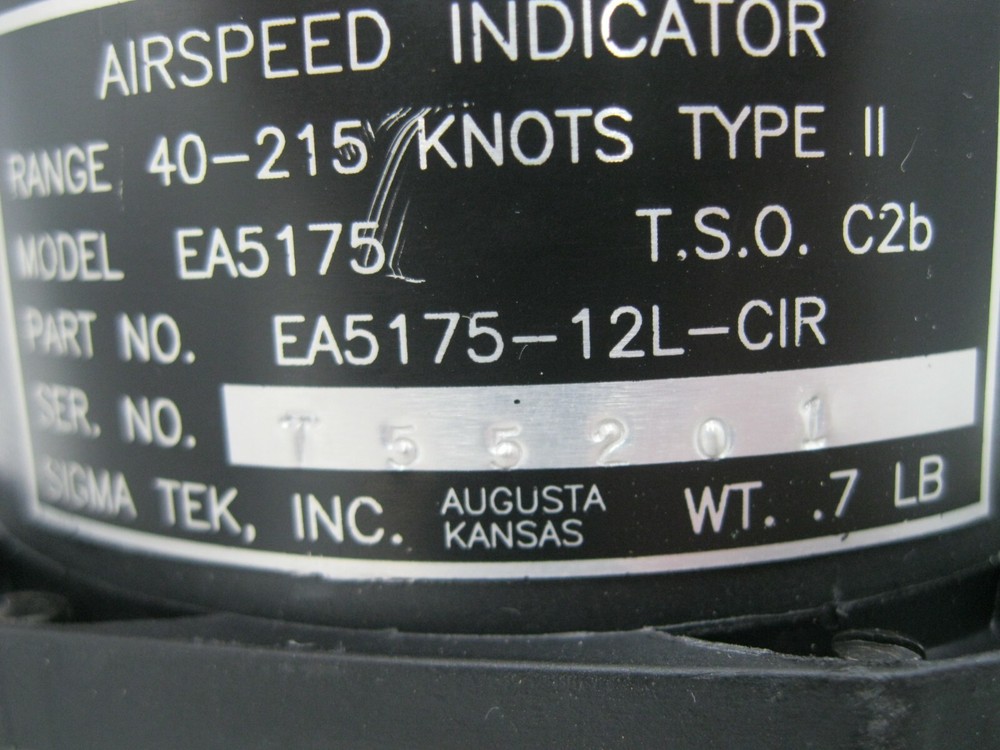 AIRSPEED INDICATOR
RANGE 40-215 KNOTS TYPE II
MODEL EA5175 T.S.O. C2b
PART NO. EA5175-12L-CIR
SER. NO. T55201
SIGMA TEK, INC. AUGUSTA KANSAS WT. .7 LB